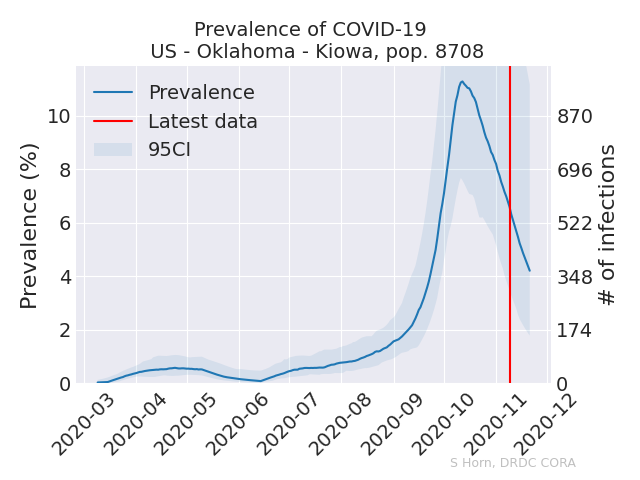 Prevalence of COVID-19
US - Oklahoma - Kiowa, pop. 8708
Prevalence
Latest data
95CI
Prevalence (%)
10
8
6
4
2
0
870
696
522
348
174
0
# of infections
2020-03
2020-04
2020-05
2020-06
2020-07
2020-08
2020-09
2020-10
2020-11
2020-12
S Horn, DRDC CORA